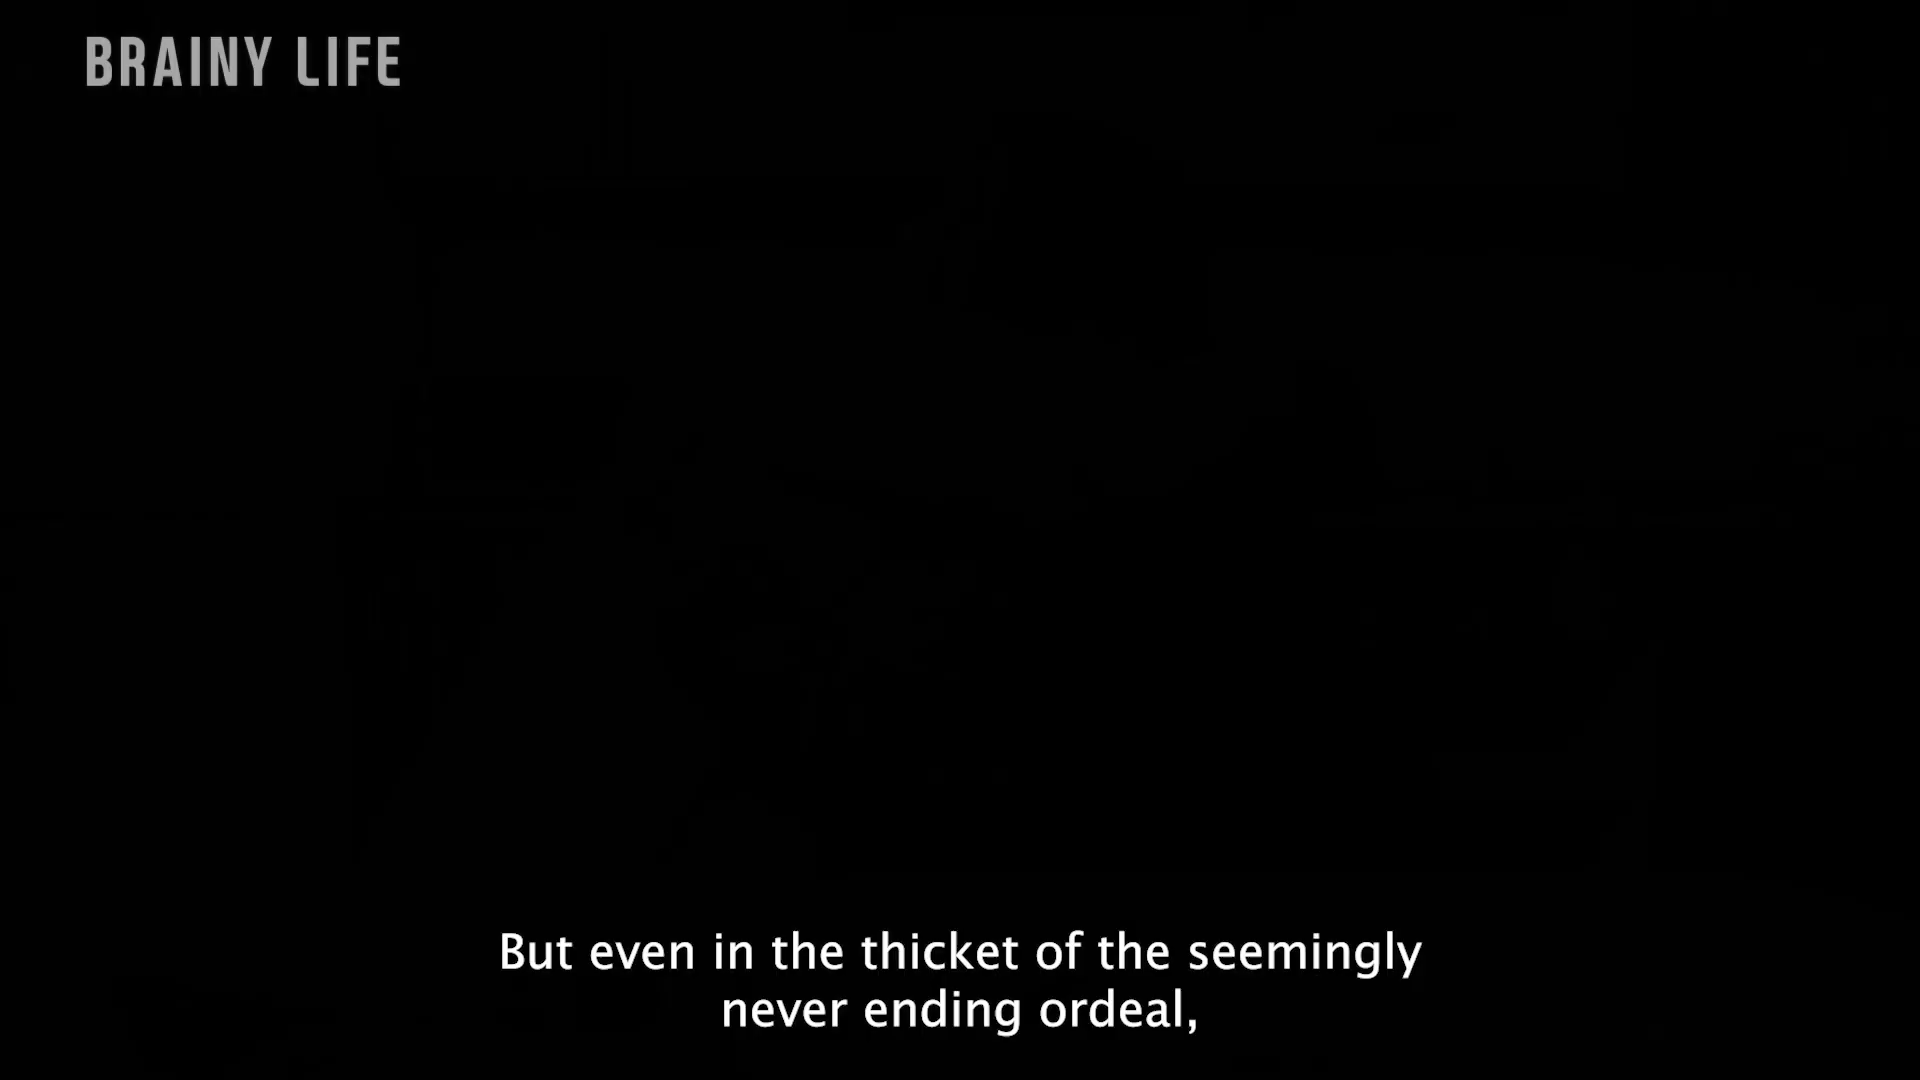 BRAINY LIFE
But even in the thicket of the seemingly
never ending ordeal,